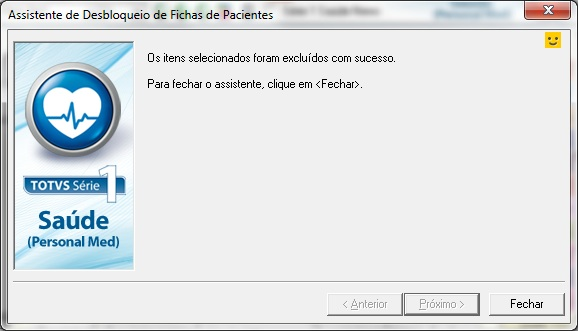 Assistente de Desbloqueio de Fichas de Pacientes
Os itens selecionados foram excluídos com sucesso.
Para fechar o assistente, clique em <Fechar>.
TOTVS Série 1
Saúde
(Personal Med)
< Anterior
Próximo >
Fechar